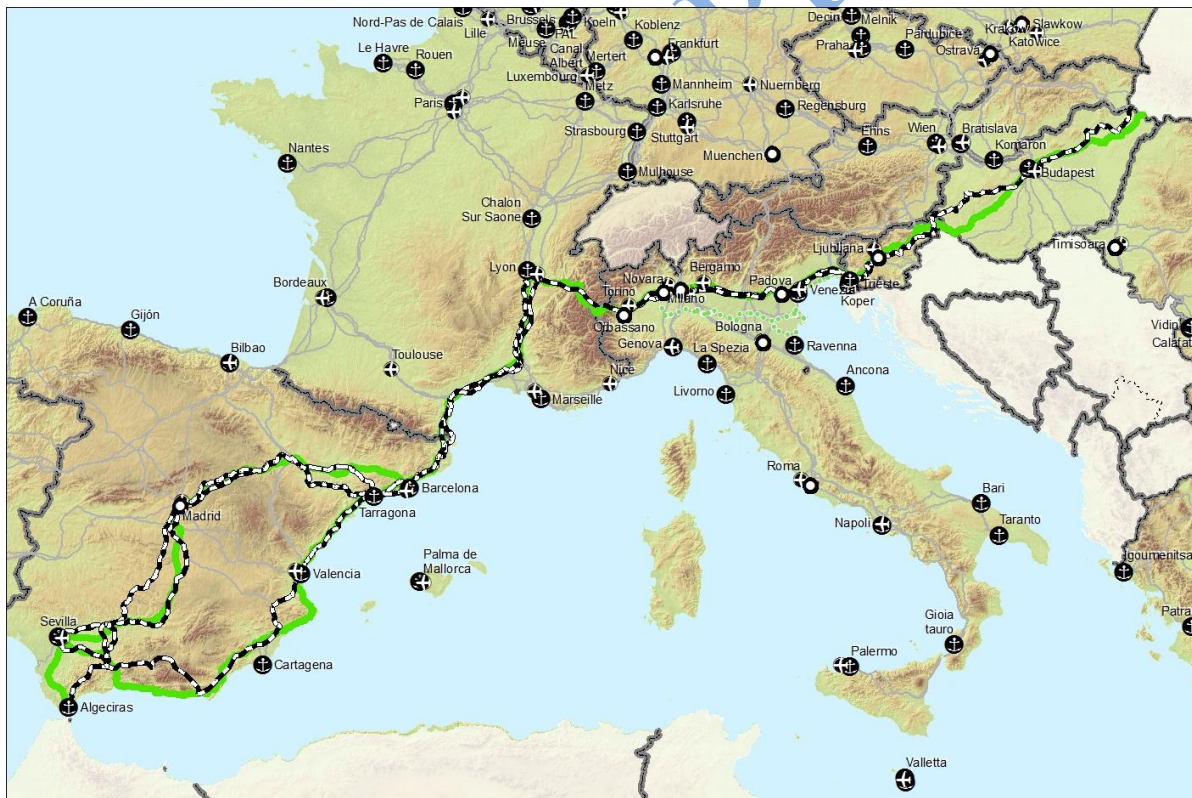 Nord-Pas de Calais
Lille
Brussels
Meuse
PAL
Canal
Albert
Koeln
Koblenz
Mertert
Luxembourg
Metz
Frankfurt
Decin
Melnik
Praha
Pardubice
Krakow
Slawkow
Katowice
Ostrava
Le Havre
Rouen
Paris
Mannheim
Nuernberg
Karlsruhe
Regensburg
Strasbourg
Stuttgart
Enns
Wien
Bratislava
Komaron
Nantes
Muenchen
Mulhouse
Budapest
Chalon
Sur Saone
Ljubljana
Timisoara
Lyon
Novara
Bergamo
Padova
Torino
Milano
Venezia
Trieste
Koper
Bordeaux
A Coruña
Gijón
Orbassano
Bologna
Vidin
Calafat
Bilbao
Toulouse
Genova
La Spezia
Ravenna
Nice
Ancona
Livorno
Marseille
Roma
Barcelona
Bari
Tarragona
Madrid
Taranto
Napoli
Palma de
Mallorca
Igoumenitsa
Valencia
Gioia
tauro
Patra
Sevilla
Cartagena
Palermo
Algeciras
Valletta